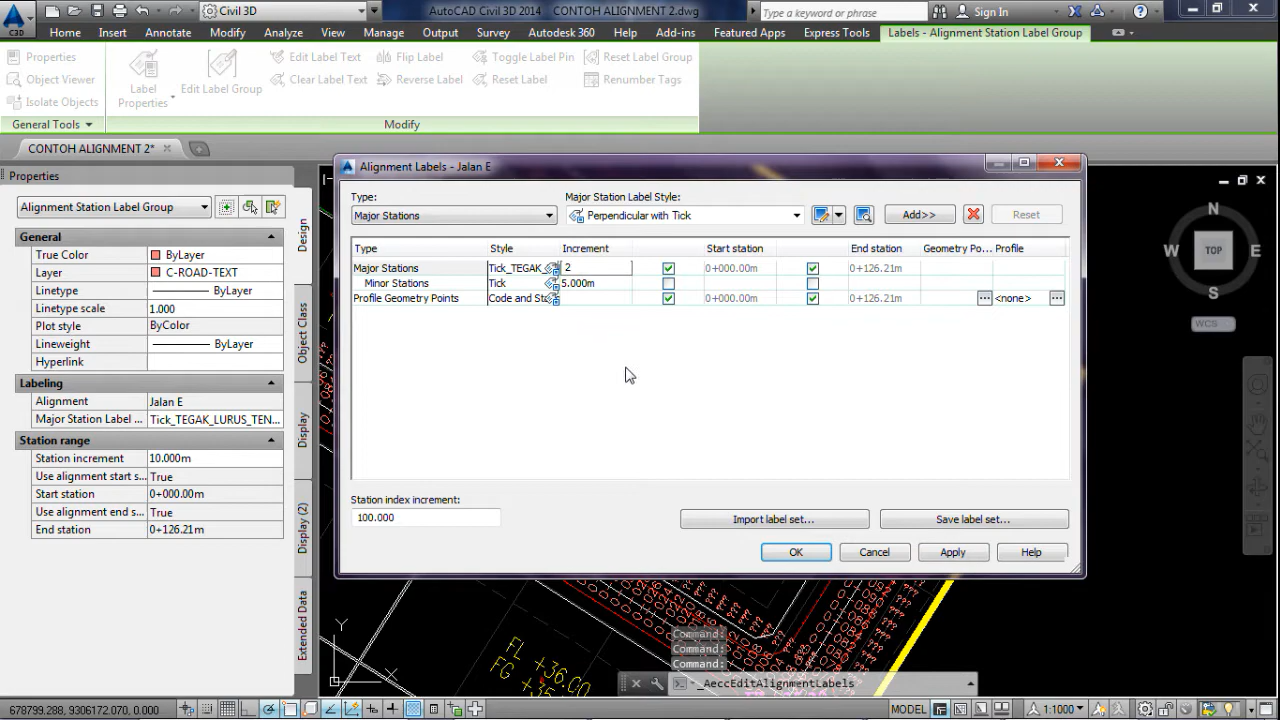 Civil 3D
AutoCAD Civil 3D 2014
CONTOH ALIGNMENT 2.dwg
Type a keyword or phrase
Sign In
C3D
Home Insert Annotate Modify Analyze View Manage Output Survey Autodesk 360 Help Add-ins Featured Apps Express Tools Labels - Alignment Station Label Group
Properties
Object Viewer
Isolate Objects
Label
Properties
Edit Label Group
Edit Label Text
Clear Label Text
Flip Label
Reverse Label
Toggle Label Pin
Reset Label
Reset Label Group
Renumber Tags
General Tools
Modify
CONTOH ALIGNMENT 2*
Properties
Alignment Station Label Group
General
True Color ByLayer
Layer C-ROAD-TEXT
Linetype ByLayer
Linetype scale 1.000
Plot style ByColor
Lineweight ByLayer
Hyperlink
Labeling
Alignment Jalan E
Major Station Label ... Tick_TEGAK_LURUS_TEN...
Station range
Station increment 10.000m
Use alignment start s... True
Start station 0+000.00m
Use alignment end s... True
End station 0+126.21m
Design
Object Class
Display
Display (2)
Extended Data
Alignment Labels - Jalan E
Type:
Major Stations
Major Station Label Style:
Perpendicular with Tick
Add>>
Reset
Type Style Increment Start station End station Geometry Po... Profile
Major Stations Tick_TEGAK_ 2 0+000.00m 0+126.21m
Minor Stations Tick 5.000m
Profile Geometry Points Code and Sta 0+000.00m 0+126.21m ... <none> ...
Station index increment:
100.000
Import label set...
Save label set...
OK
Cancel
Apply
Help
N
W TOP E
S
WCS
FL +36.00
Y
X
Command:
Command:
Command:
_AeccEditAlignmentLabels
678799.288, 9306172.070, 0.000
MODEL
1:1000